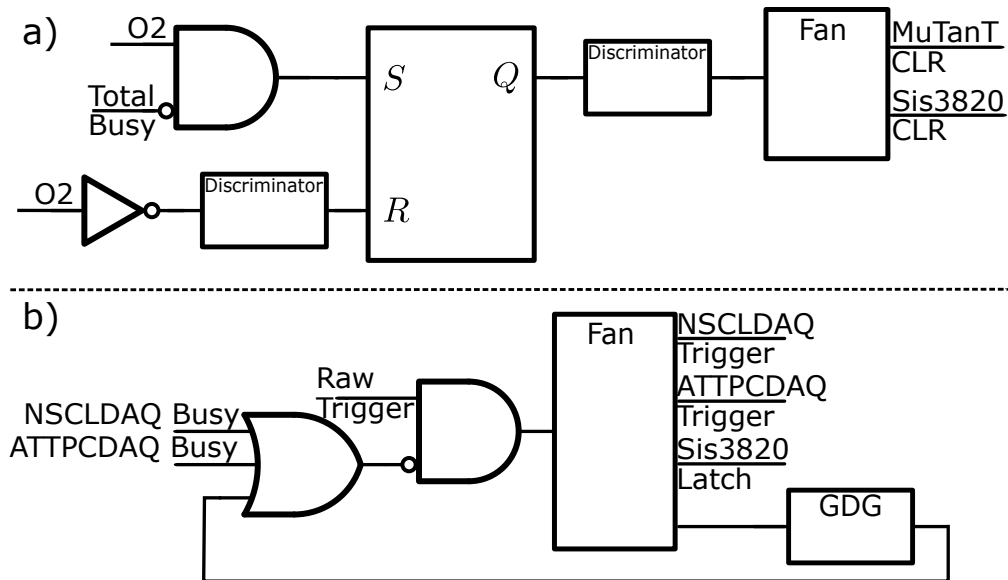 a)
O2
Total
Busy
O2
Discriminator
S
Q
R
Discriminator
Fan
MuTanT
CLR
Sis3820
CLR
b)
NSCLDAQ Busy
ATTPCDAQ Busy
Raw
Trigger
Fan
NSCLDAQ
Trigger
ATTPCDAQ
Trigger
Sis3820
Latch
GDG